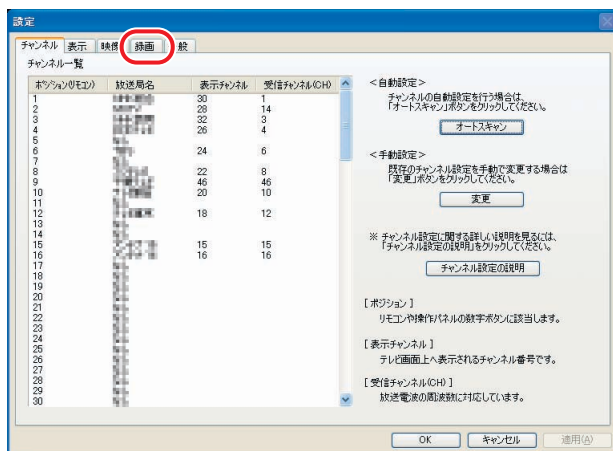 設定
チャンネル 表示 映像 録画 般
チャンネル一覧
ポジション(リモコン) 放送局名 表示チャンネル 受信チャンネル(CH)
1 30 1
2 28 14
3 32 3
4 26 4
5
6 24 6
7
8 22 8
9 46 46
10 20 10
11
12 18 12
13
14
15 15 15
16 16 16
17
18
19
20
21
22
23
24
25
26
27
28
29
30
<自動設定>
チャンネルの自動設定を行う場合は、
「オートスキャン」ボタンをクリックしてください。
オートスキャン
<手動設定>
既存のチャンネル設定を手動で変更する場合は
「変更」ボタンをクリックしてください。
変更
※ チャンネル設定に関する詳しい説明を見るには、
「チャンネル設定の説明」をクリックしてください。
チャンネル設定の説明
[ ポジション ]
リモコンや操作パネルの数字ボタンに該当します。
[ 表示チャンネル ]
テレビ画面上へ表示されるチャンネル番号です。
[ 受信チャンネル(CH) ]
放送電波の周波数に対応しています。
OK キャンセル 適用(A)